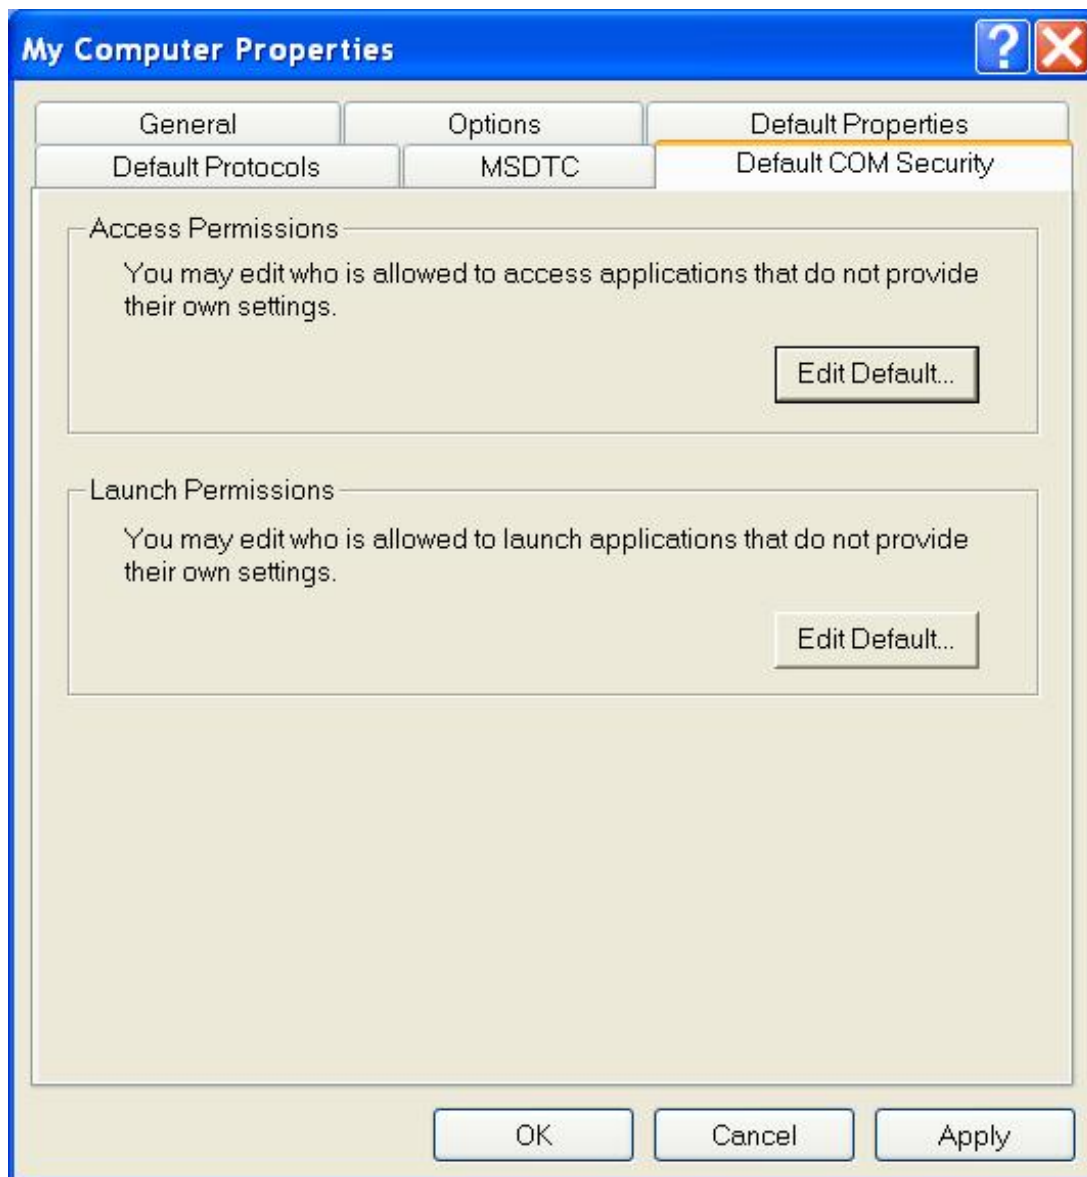 My Computer Properties
?
General Options Default Properties
Default Protocols MSDTC Default COM Security
Access Permissions
You may edit who is allowed to access applications that do not provide
their own settings.
Edit Default...
Launch Permissions
You may edit who is allowed to launch applications that do not provide
their own settings.
Edit Default...
OK Cancel Apply